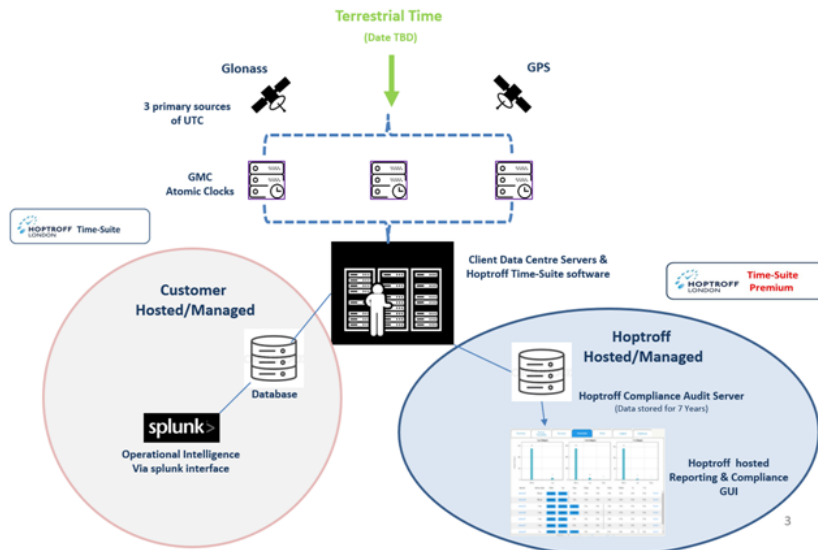 Terrestrial Time
(Date TBD)
Glonass
GPS
3 primary sources
of UTC
GMC
Atomic Clocks
HOPTROFF
LONDON
Time-Suite
Client Data Centre Servers &
Hoptroff Time-Suite software
HOPTROFF
LONDON
Time-Suite
Premium
Customer
Hosted/Managed
Database
splunk>
Operational Intelligence
Via splunk interface
Hoptroff
Hosted/Managed
Hoptroff Compliance Audit Server
(Data stored for 7 Years)
Hoptroff hosted
Reporting & Compliance
GUI
3